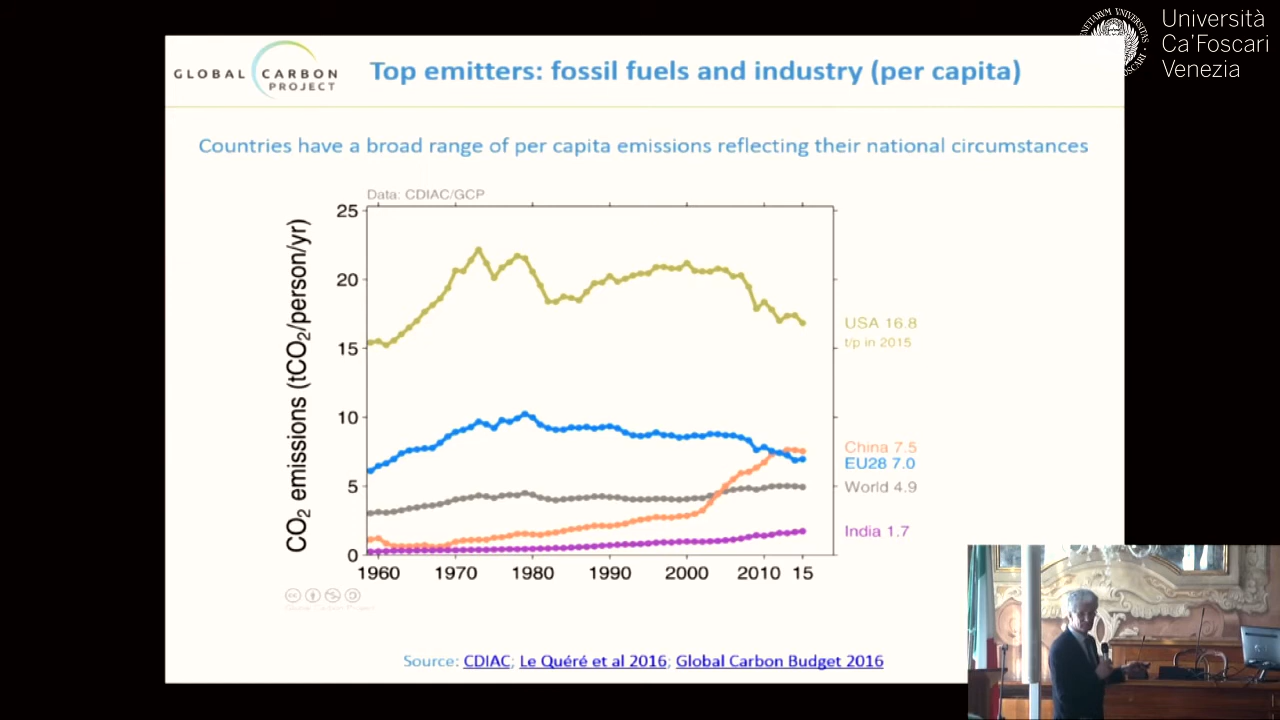 GLOBAL CARBON
PROJECT
Top emitters: fossil fuels and industry (per capita)
Università
Ca'Foscari
Venezia
Countries have a broad range of per capita emissions reflecting their national circumstances
Data: CDIAC/GCP
CO2 emissions (tCO2/person/yr)
25
20
15
10
5
0
1960 1970 1980 1990 2000 2010 15
USA 16.8
t/p in 2015
China 7.5
EU28 7.0
World 4.9
India 1.7
Source: CDIAC; Le Quéré et al 2016; Global Carbon Budget 2016